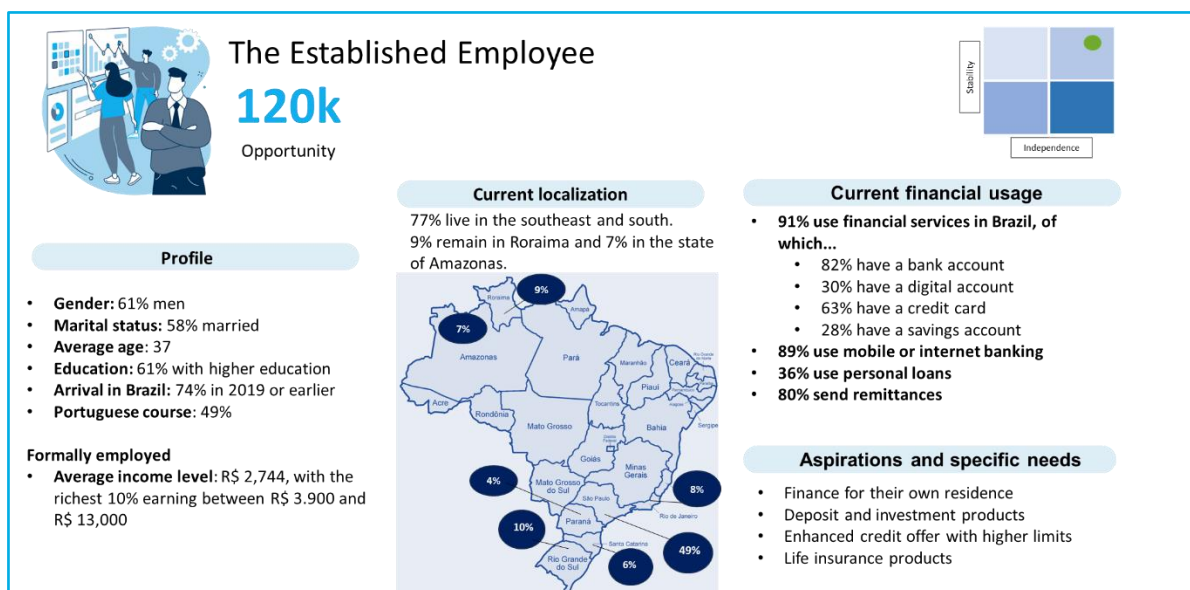 The Established Employee
120k
Opportunity
Stability
Independence
Profile
• Gender: 61% men
• Marital status: 58% married
• Average age: 37
• Education: 61% with higher education
• Arrival in Brazil: 74% in 2019 or earlier
• Portuguese course: 49%
Formally employed
• Average income level: R$ 2,744, with the
richest 10% earning between R$ 3.900 and
R$ 13,000
Current localization
77% live in the southeast and south.
9% remain in Roraima and 7% in the state
of Amazonas.
9%
Roraima
Amapá
7%
Amazonas
Pará
Maranhão
Ceará
Rio Grande
do Norte
Piauí
Acre
Rondônia
Tocantins
Alagoas
Sergipe
Mato Grosso
Bahia
Distrito
Federal
Goiás
Minas
Gerais
Mato Grosso
do Sul
4%
8%
São Paulo
Rio de Janeiro
Paraná
10%
49%
Santa Catarina
Rio Grande
do Sul
6%
Current financial usage
• 91% use financial services in Brazil, of
which...
• 82% have a bank account
• 30% have a digital account
• 63% have a credit card
• 28% have a savings account
• 89% use mobile or internet banking
• 36% use personal loans
• 80% send remittances
Aspirations and specific needs
• Finance for their own residence
• Deposit and investment products
• Enhanced credit offer with higher limits
• Life insurance products